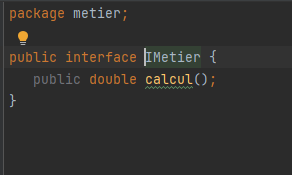 package metier;
public interface IMetier {
public double calcul();
}